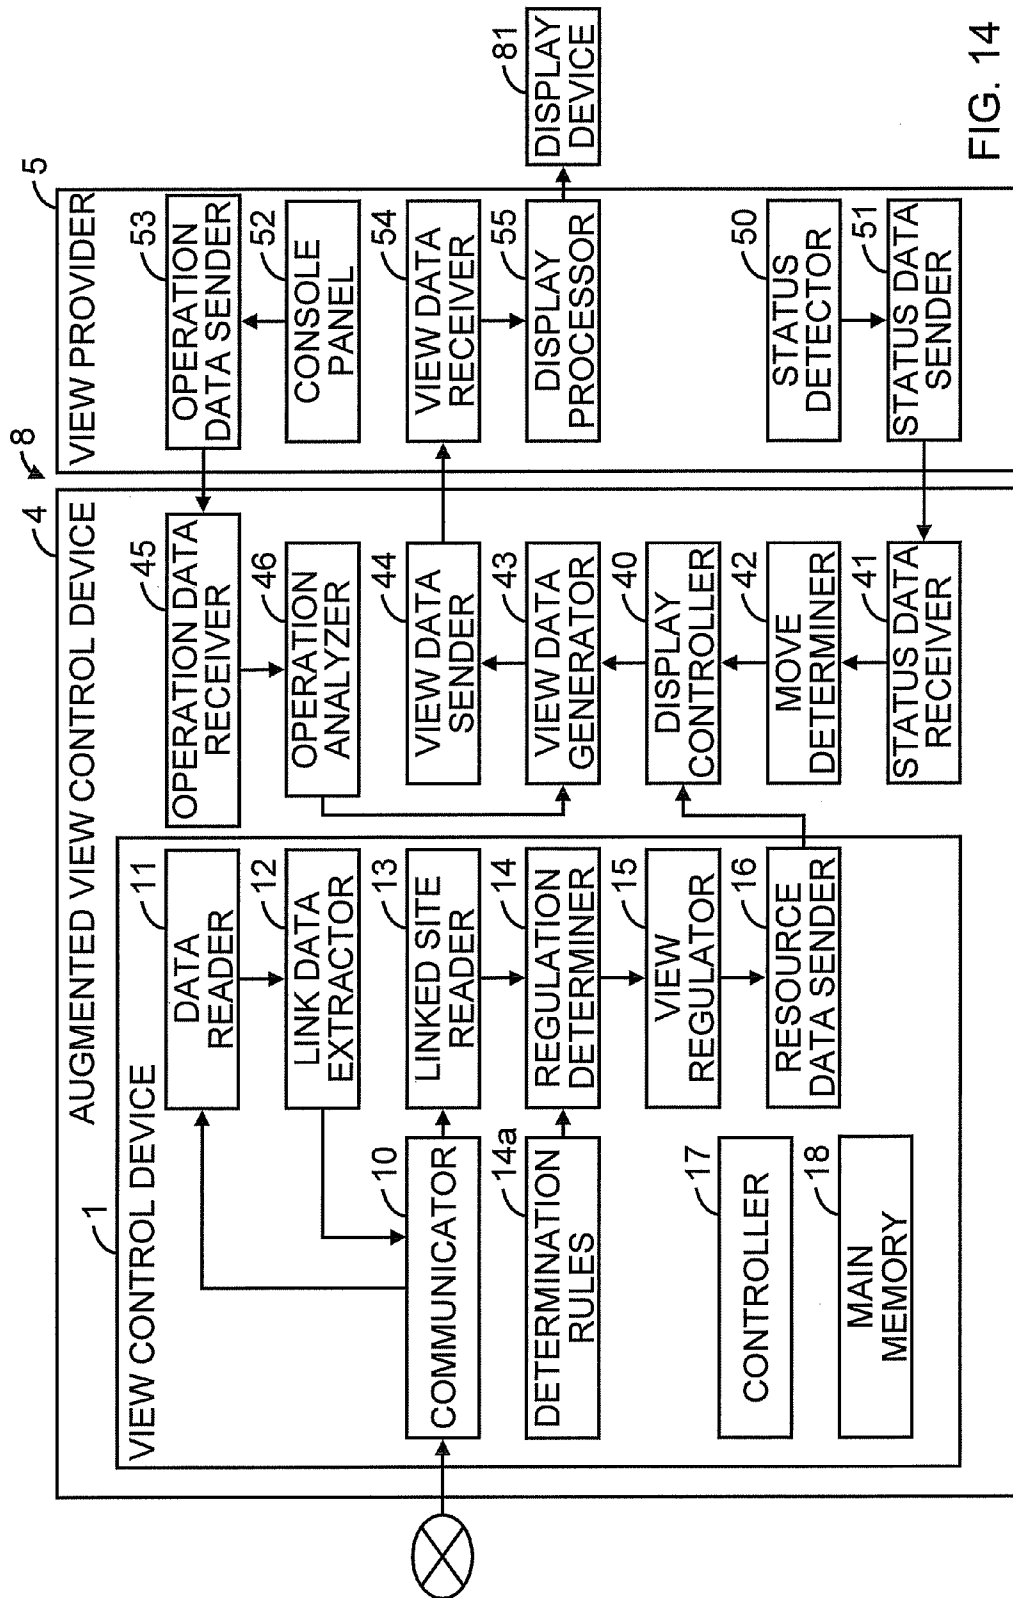 8
4
AUGMENTED VIEW CONTROL DEVICE
1
VIEW CONTROL DEVICE
10
COMMUNICATOR
14a
DETERMINATION
RULES
17
CONTROLLER
18
MAIN
MEMORY
11
DATA
READER
12
LINK DATA
EXTRACTOR
13
LINKED SITE
READER
14
REGULATION
DETERMINER
15
VIEW
REGULATOR
16
RESOURCE
DATA SENDER
45
OPERATION DATA
RECEIVER
46
OPERATION
ANALYZER
44
VIEW DATA
SENDER
43
VIEW DATA
GENERATOR
40
DISPLAY
CONTROLLER
42
MOVE
DETERMINER
41
STATUS DATA
RECEIVER
5
VIEW PROVIDER
53
OPERATION
DATA SENDER
52
CONSOLE
PANEL
54
VIEW DATA
RECEIVER
55
DISPLAY
PROCESSOR
50
STATUS
DETECTOR
51
STATUS DATA
SENDER
81
DISPLAY
DEVICE
FIG. 14